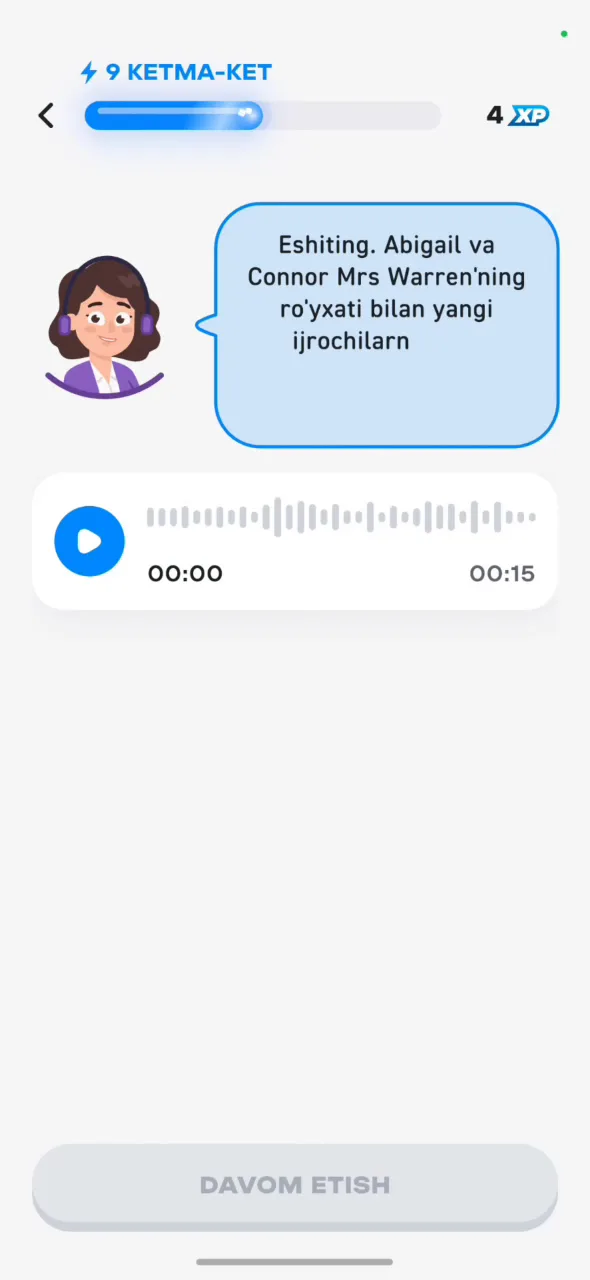 9 KETMA-KET
4 XP
Eshiting. Abigail va
Connor Mrs Warren'ning
ro'yxati bilan yangi
ijrochilarn
00:00
00:15
DAVOM ETISH